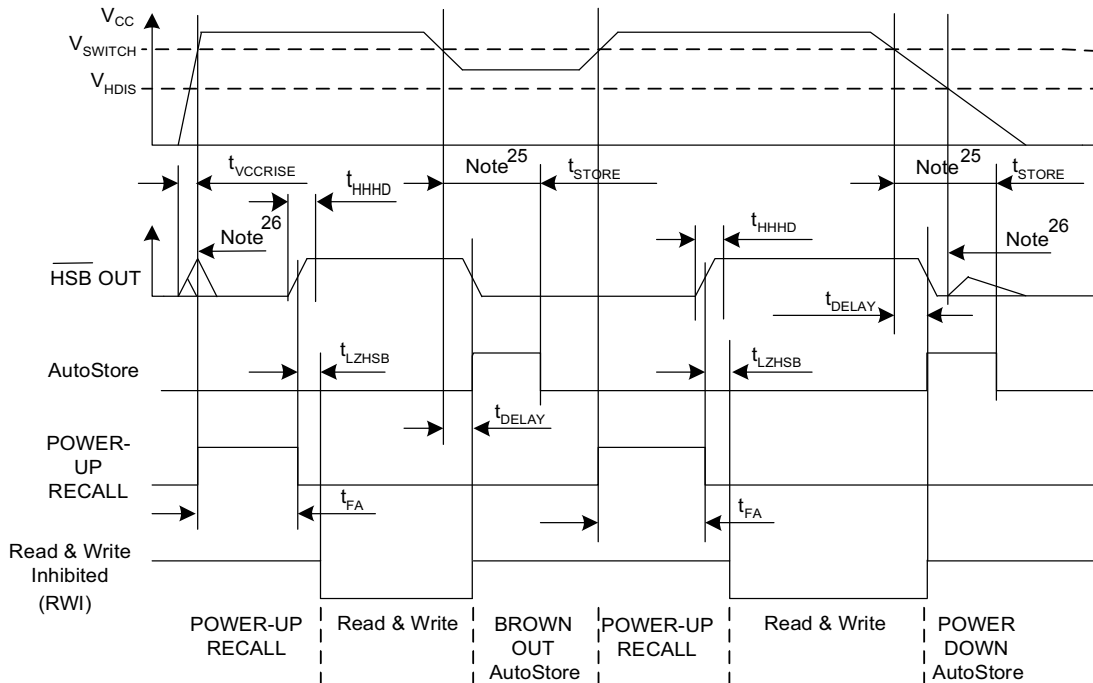 VCC
VSWITCH
VHDIS
tVCCRISE
Note25
tSTORE
Note25
tSTORE
tHHHD
Note26
tHHHD
Note26
HSB OUT
tDELAY
tLZHSB
tLZHSB
AutoStore
tDELAY
POWER-
UP
RECALL
tFA
tFA
Read & Write
Inhibited
(RWI)
POWER-UP
RECALL
Read & Write
BROWN
OUT
AutoStore
POWER-UP
RECALL
Read & Write
POWER
DOWN
AutoStore